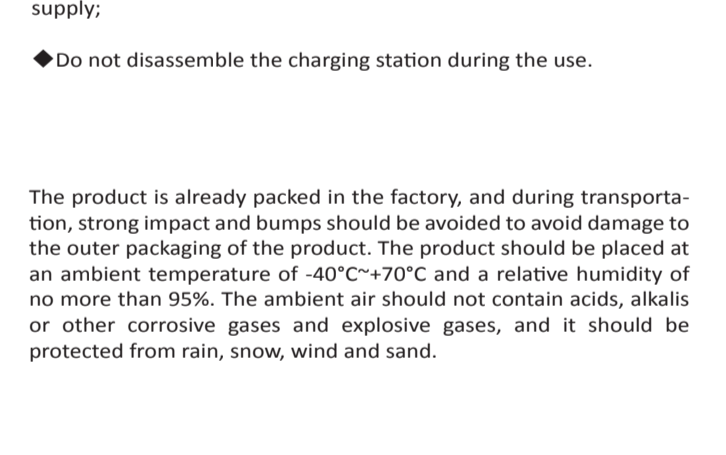 supply;
◆Do not disassemble the charging station during the use.
The product is already packed in the factory, and during transporta-
tion, strong impact and bumps should be avoided to avoid damage to
the outer packaging of the product. The product should be placed at
an ambient temperature of -40°C~+70°C and a relative humidity of
no more than 95%. The ambient air should not contain acids, alkalis
or other corrosive gases and explosive gases, and it should be
protected from rain, snow, wind and sand.